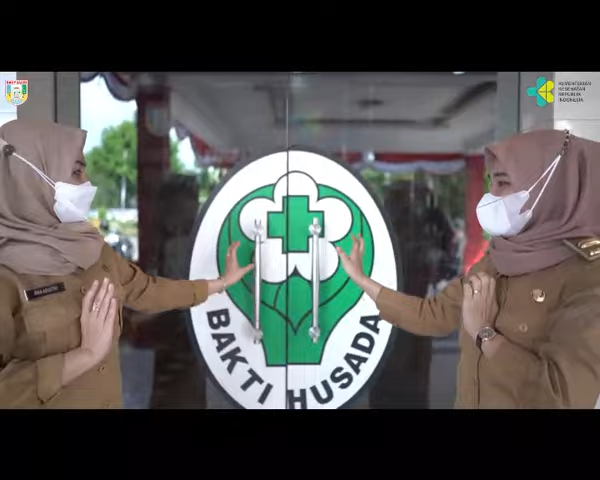 KEMENTERIAN
KESEHATAN
REPUBLIK
INDONESIA
BAKTI HUSADA